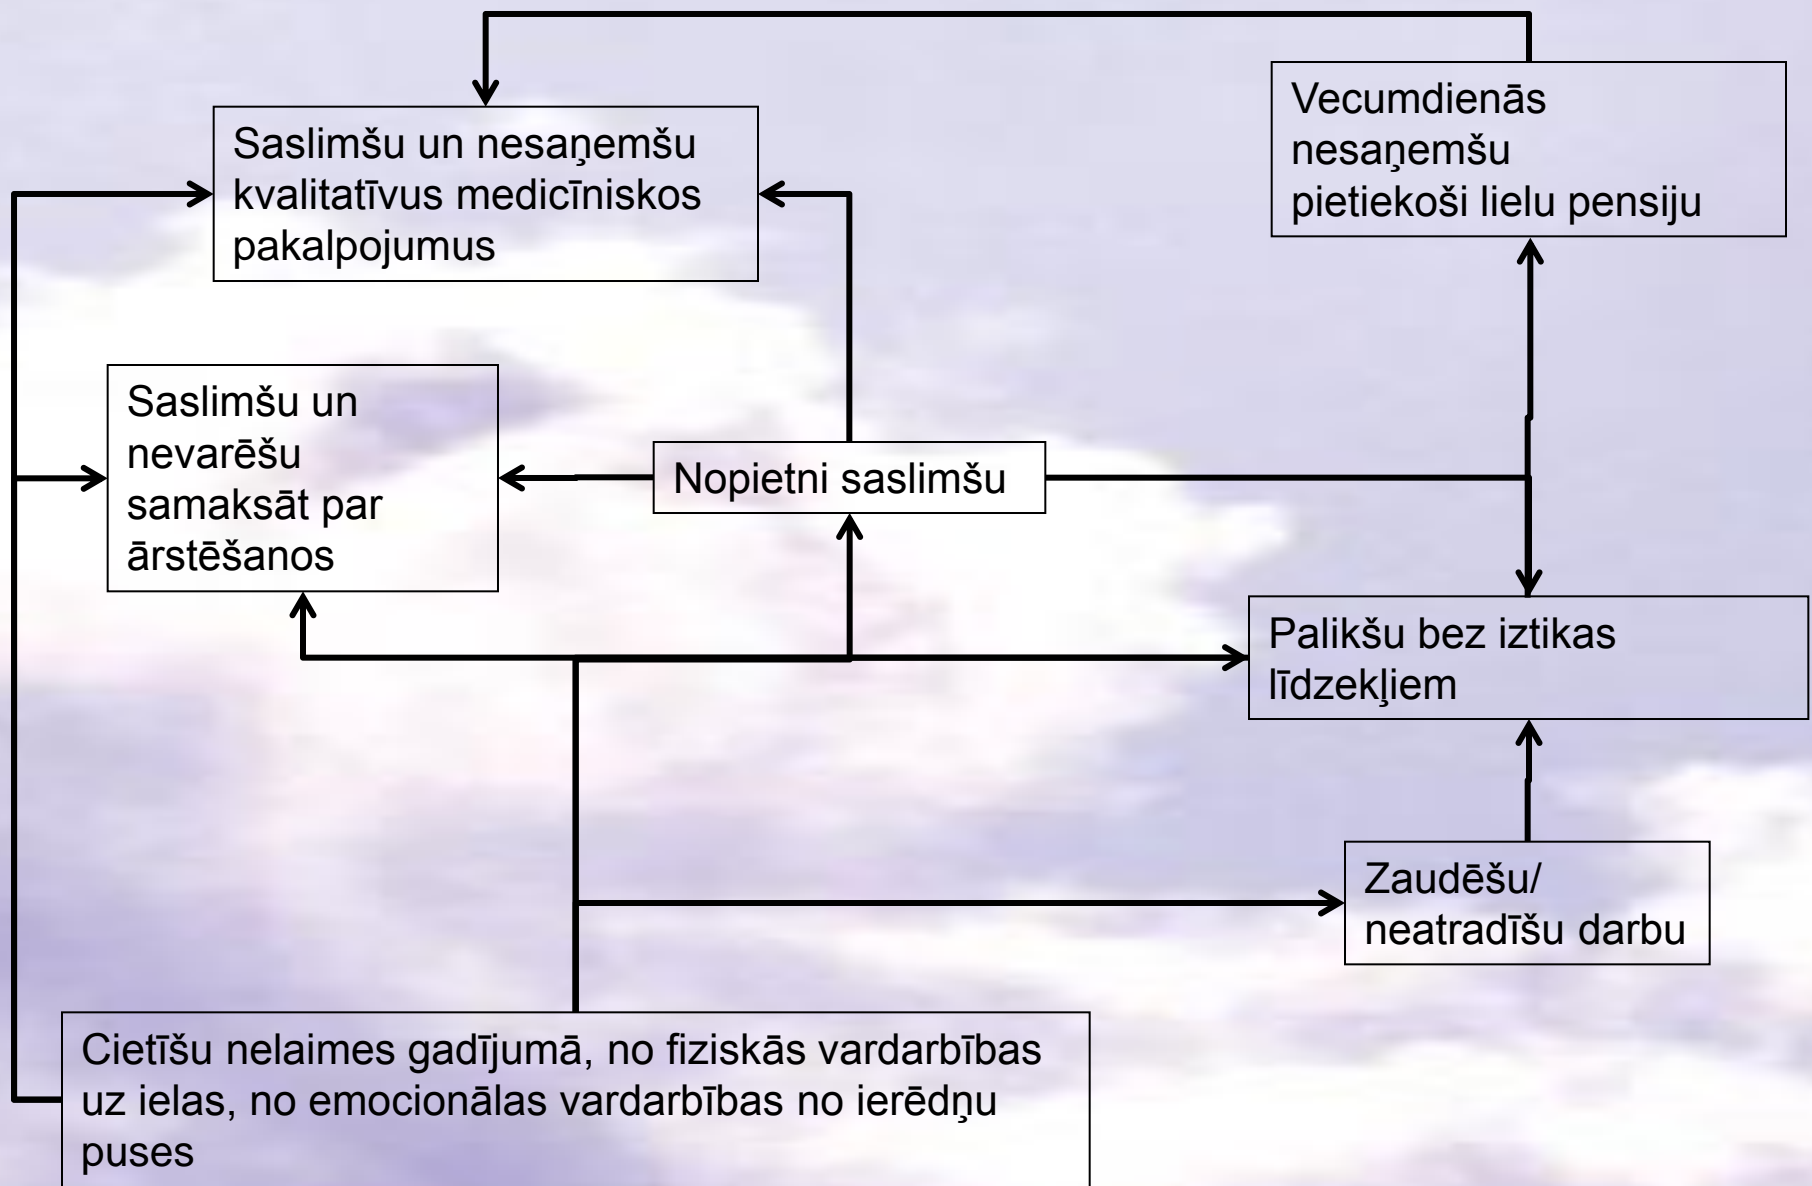 Vecumdienās
nesaņemšu
pietiekoši lielu pensiju
Saslimšu un nesaņemšu
kvalitatīvus medicīniskos
pakalpojumus
Saslimšu un
nevarēšu
samaksāt par
ārstēšanos
Nopietni saslimšu
Palikšu bez iztikas
līdzekļiem
Zaudēšu/
neatradīšu darbu
Cietīšu nelaimes gadījumā, no fiziskās vardarbības
uz ielas, no emocionālas vardarbības no ierēdņu
puses